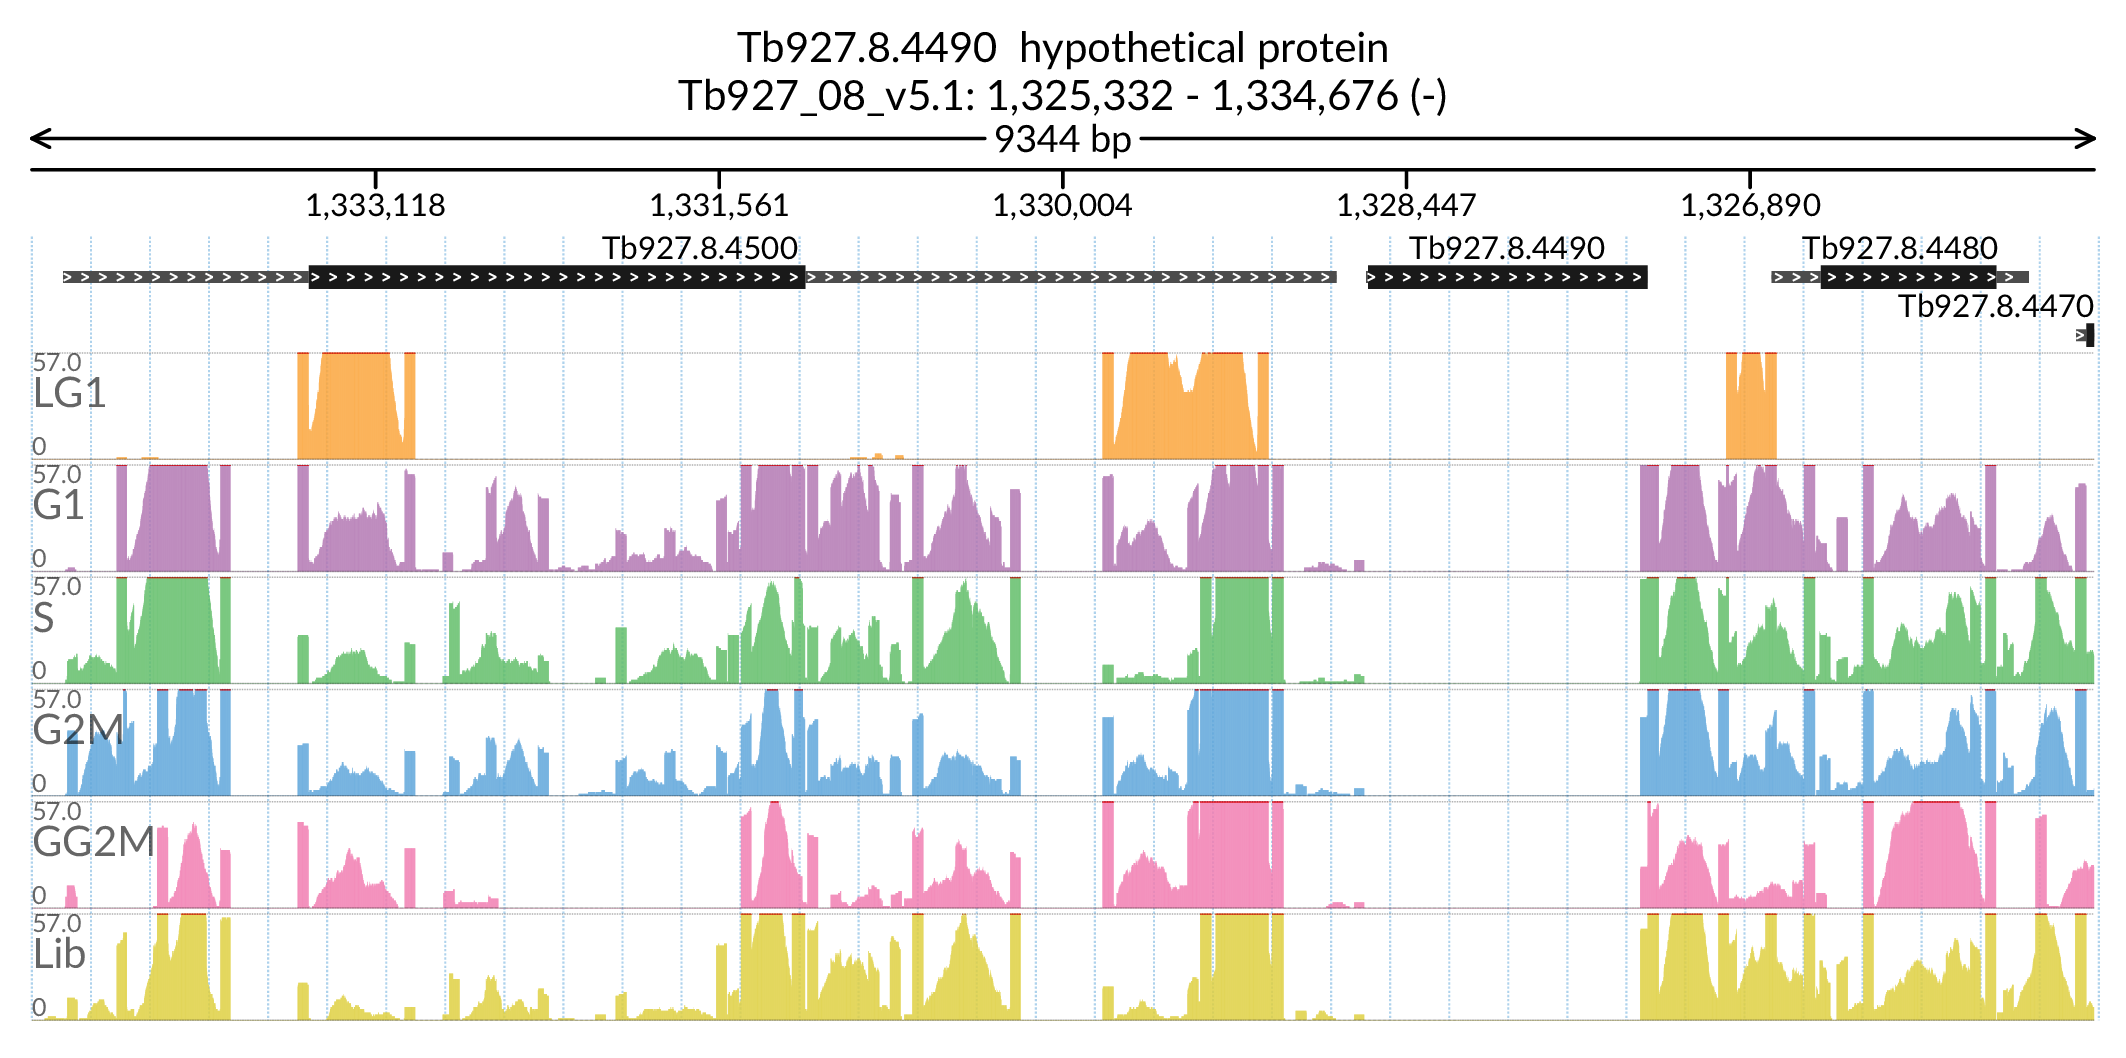 Tb927.8.4490  hypothetical protein
Tb927_08_v5.1: 1,325,332 - 1,334,676 (-)
9344 bp
1,333,118 1,331,561 1,330,004 1,328,447 1,326,890
Tb927.8.4500 Tb927.8.4490 Tb927.8.4480
Tb927.8.4470
57.0
LG1
0
57.0
G1
0
57.0
S
0
57.0
G2M
0
57.0
GG2M
0
57.0
Lib
0